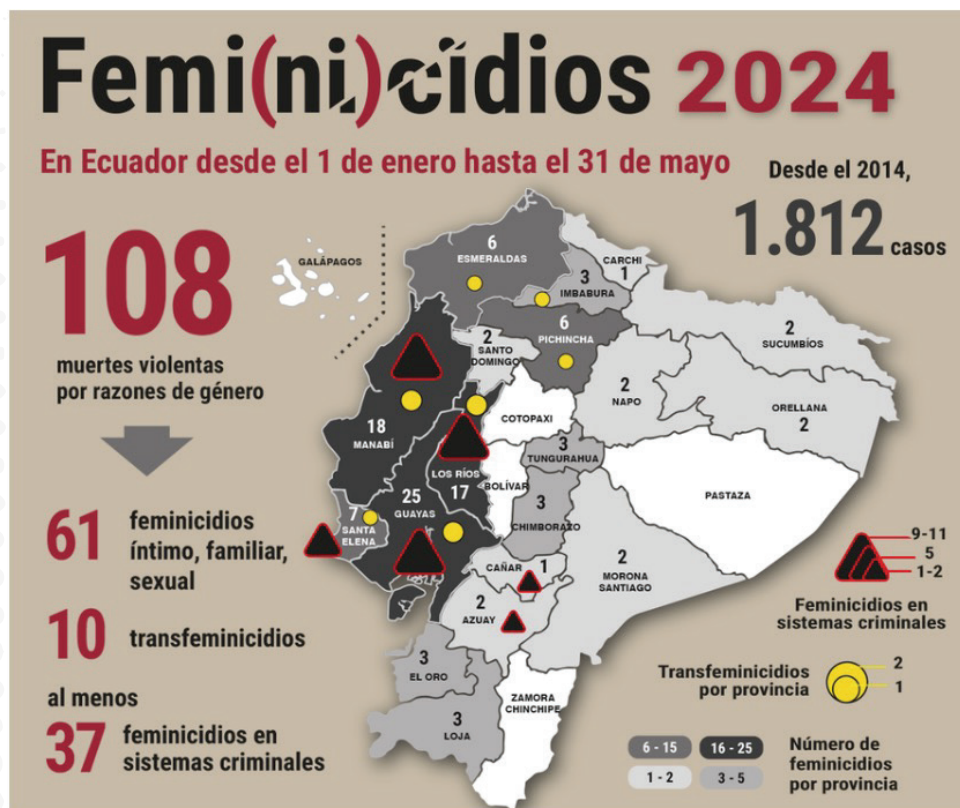 Femi(ni)cidios 2024
En Ecuador desde el 1 de enero hasta el 31 de mayo
Desde el 2014,
1.812 casos
108
muertes violentas
por razones de género
61
feminicidios
íntimo, familiar,
sexual
10 transfeminicidios
al menos
37
feminicidios en
sistemas criminales
GALÁPAGOS
6
ESMERALDAS
CARCHI
1
3
IMBABURA
6
PICHINCHA
2
SUCUMBÍOS
2
SANTO
DOMINGO
2
NAPO
ORELLANA
2
COTOPAXI
18
MANABÍ
3
TUNGURAHUA
LOS RÍOS
17
BOLÍVAR
PASTAZA
25
GUAYAS
7
SANTA
ELENA
3
CHIMBORAZO
CAÑAR 1
2
MORONA
SANTIAGO
2
AZUAY
3
EL ORO
ZAMORA
CHINCHIPE
3
LOJA
9-11
5
1-2
Feminicidios en
sistemas criminales
Transfeminicidios
por provincia
2
1
6 - 15
16 - 25
1 - 2
3 - 5
Número de
feminicidios
por provincia